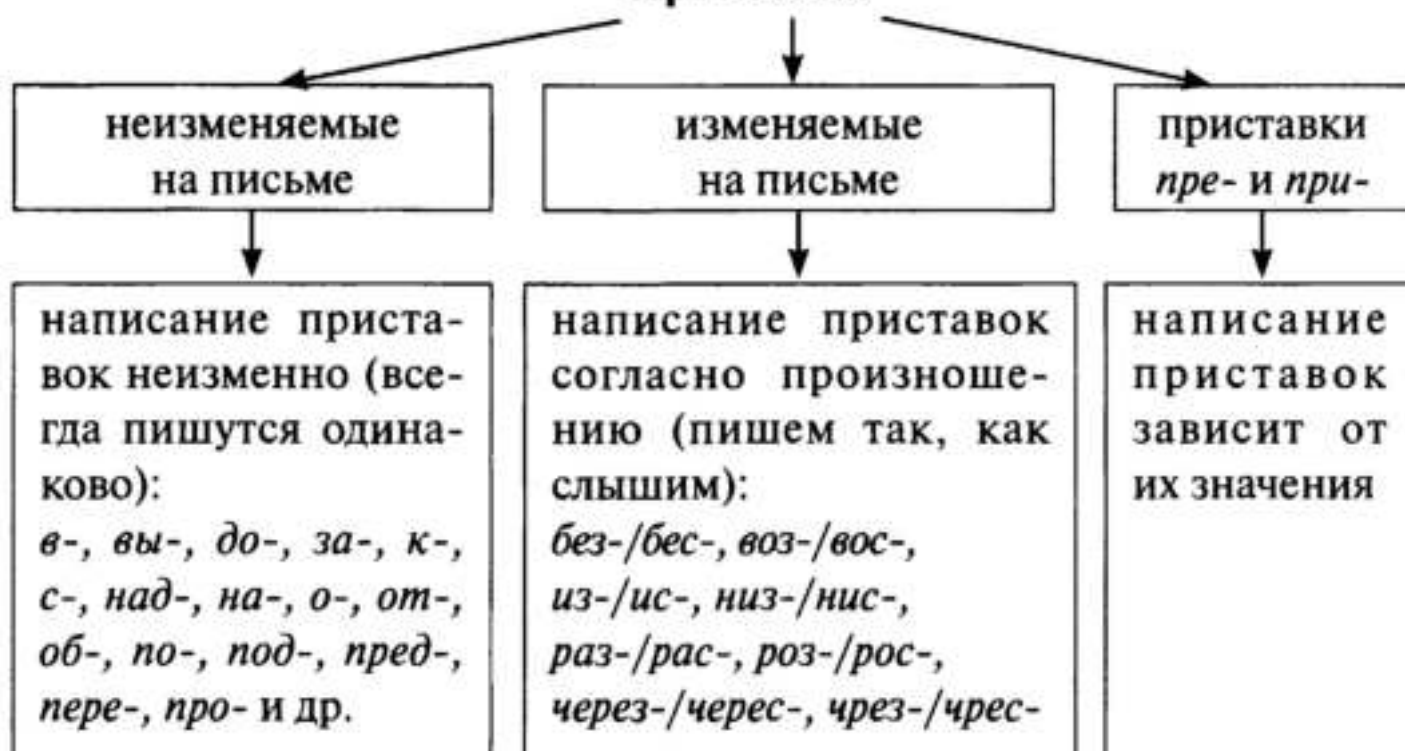 неизменяемые
на письме
изменяемые
на письме
приставки
пре- и при-
написание приста-
вок неизменно (все-
гда пишутся одина-
ково):
в-, вы-, до-, за-, к-,
с-, над-, на-, о-, от-,
об-, по-, под-, пред-,
пере-, про- и др.
написание приставок
согласно произноше-
нию (пишем так, как
слышим):
без-/бес-, воз-/вос-,
из-/ис-, низ-/нис-,
раз-/рас-, роз-/рос-,
через-/черес-, чрез-/чрес-
написание
приставок
зависит от
их значения